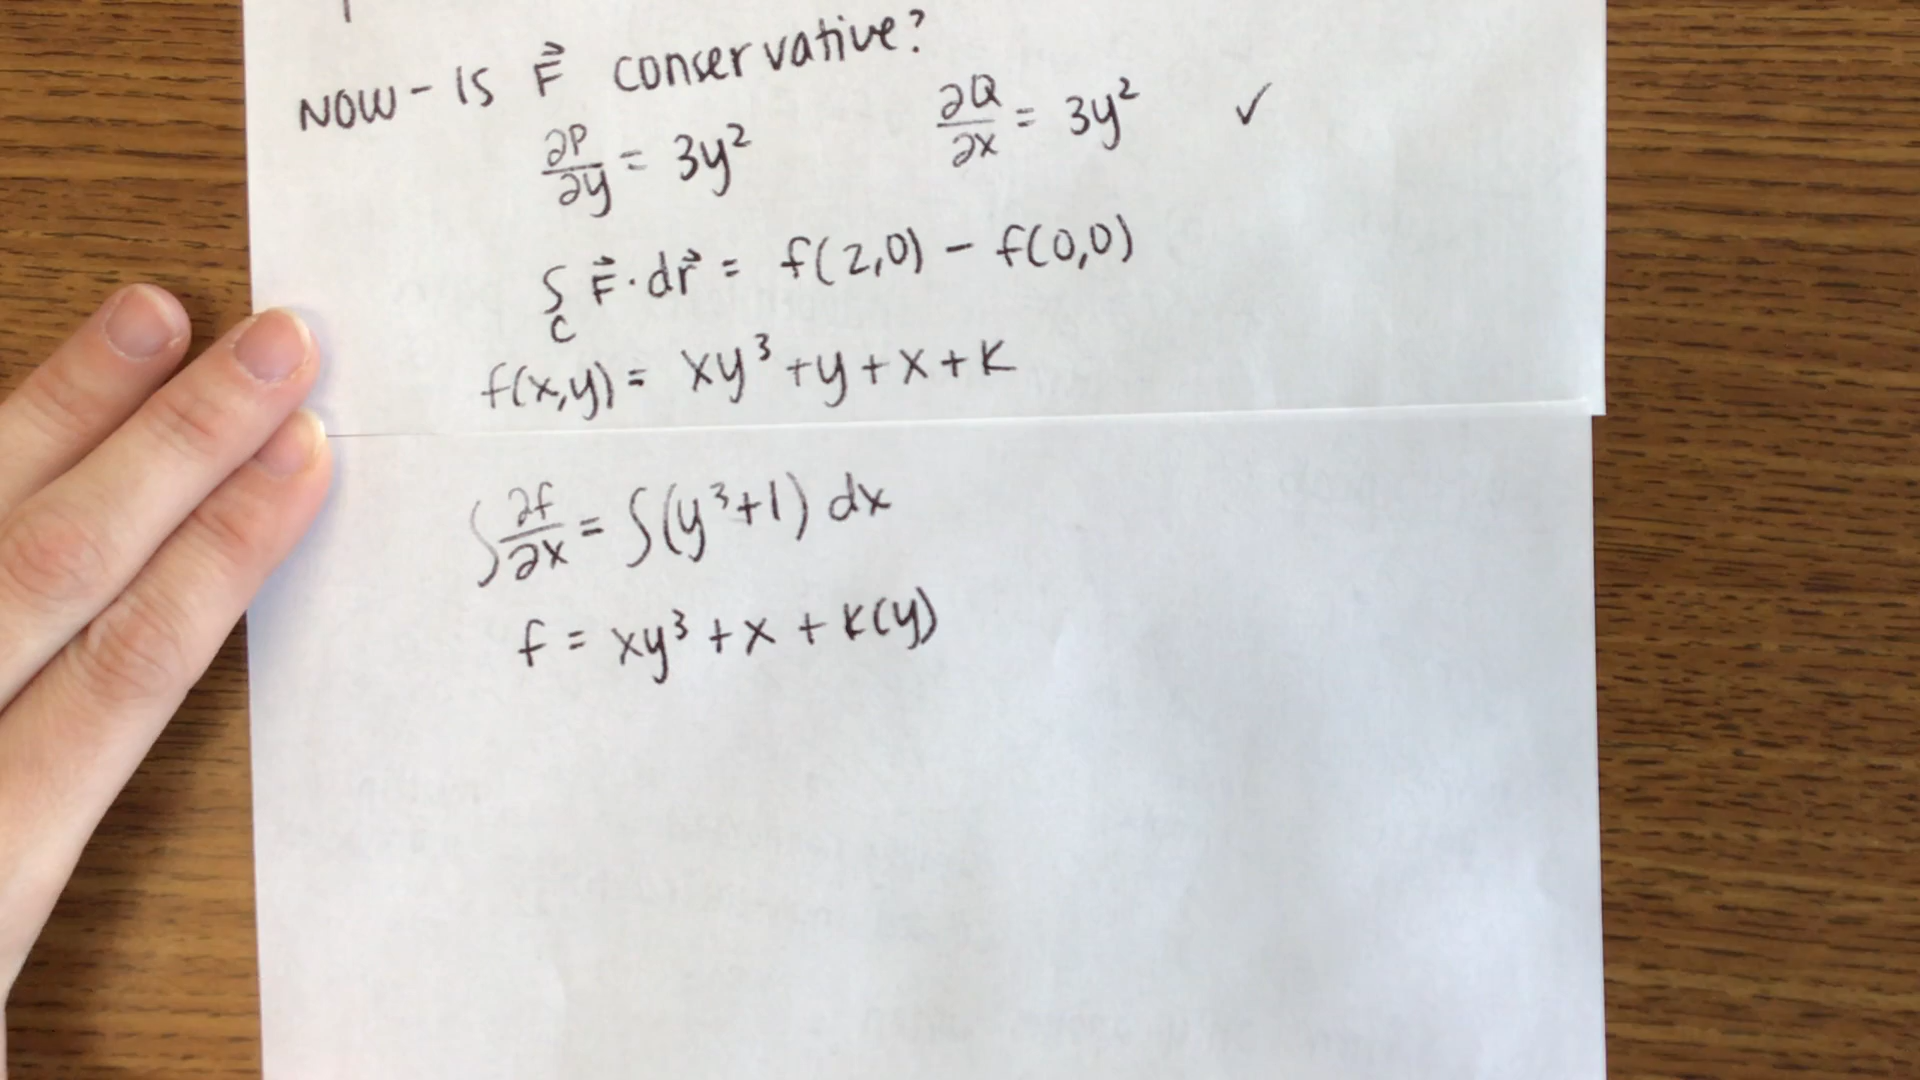 NOW - IS F⃗ conservative?
∂P/∂y = 3y² ∂Q/∂x = 3y² ✓
∫_C F⃗ · dr⃗ = f(2,0) - f(0,0)
f(x,y) = xy³ + y + x + K
∫ ∂f/∂x = ∫(y³+1) dx
f = xy³ + x + K(y)